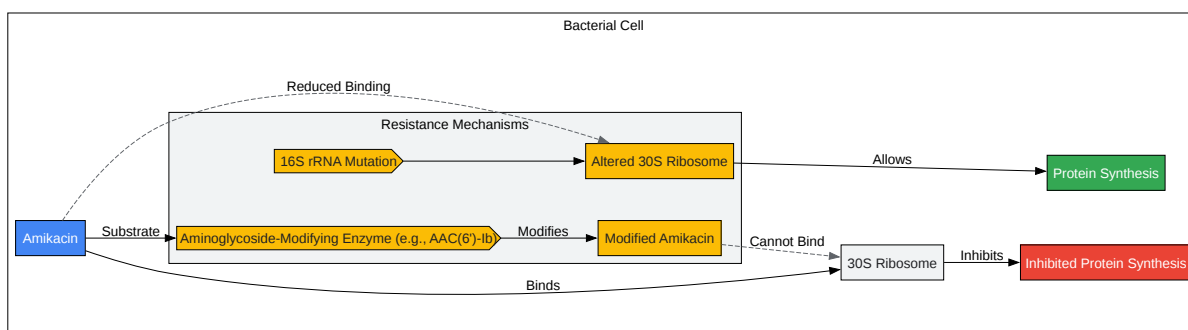 Bacterial Cell
Reduced Binding
Resistance Mechanisms
16S rRNA Mutation
Altered 30S Ribosome
Allows
Protein Synthesis
Amikacin
Substrate
Aminoglycoside-Modifying Enzyme (e.g., AAC(6')-Ib)
Modifies
Modified Amikacin
Cannot Bind
30S Ribosome
Inhibits
Inhibited Protein Synthesis
Binds